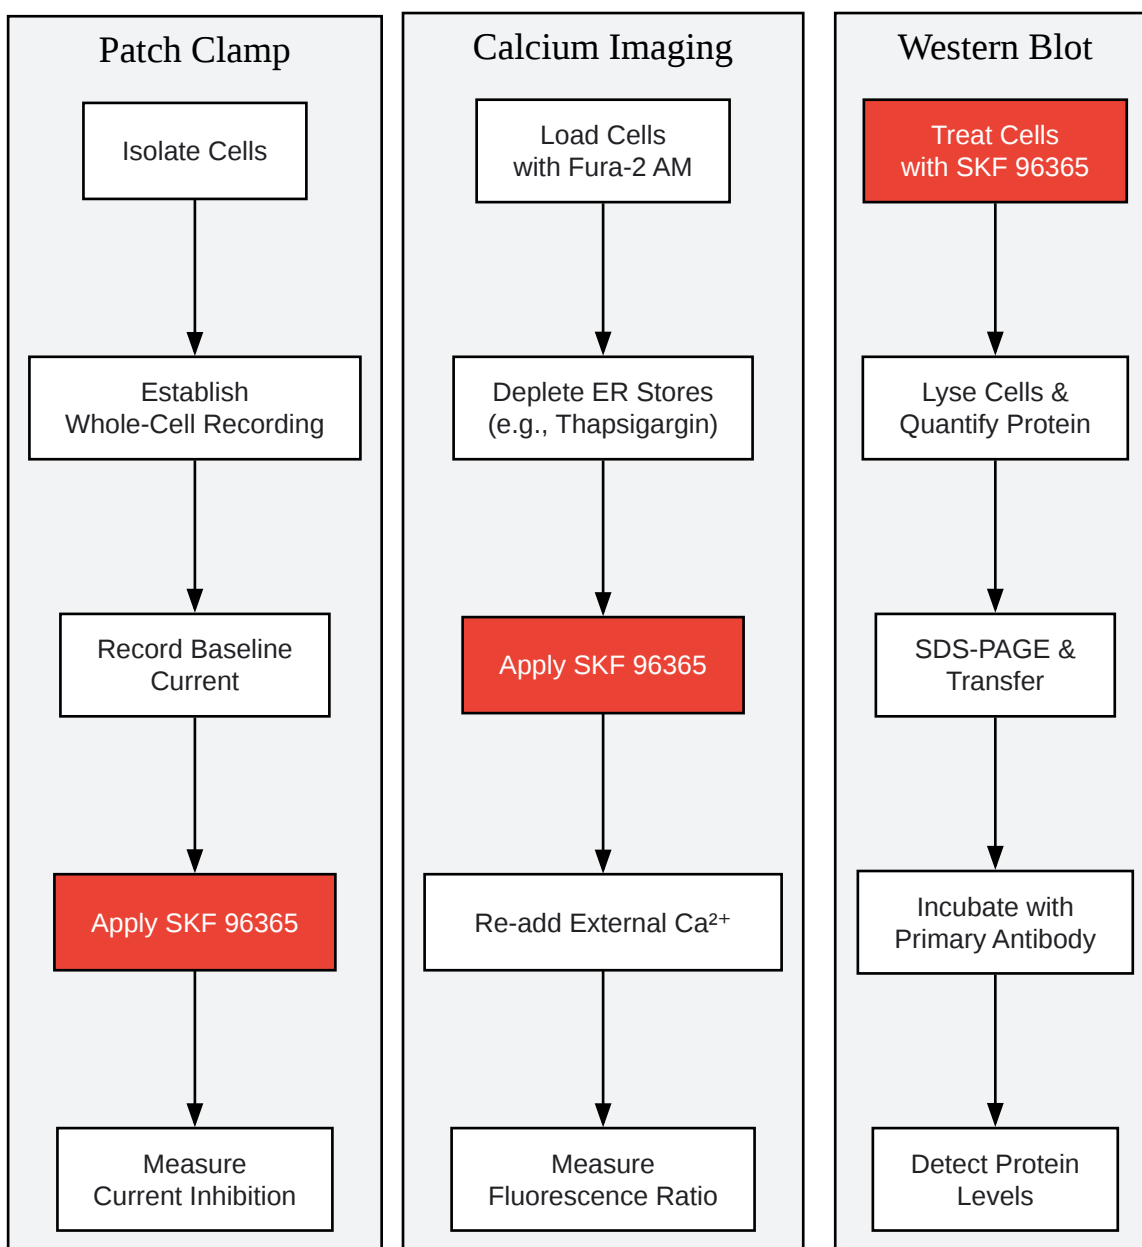 Patch Clamp
Isolate Cells
Establish
Whole-Cell Recording
Record Baseline
Current
Apply SKF 96365
Measure
Current Inhibition
Calcium Imaging
Load Cells
with Fura-2 AM
Deplete ER Stores
(e.g., Thapsigargin)
Apply SKF 96365
Re-add External Ca²⁺
Measure
Fluorescence Ratio
Western Blot
Treat Cells
with SKF 96365
Lyse Cells &
Quantify Protein
SDS-PAGE &
Transfer
Incubate with
Primary Antibody
Detect Protein
Levels